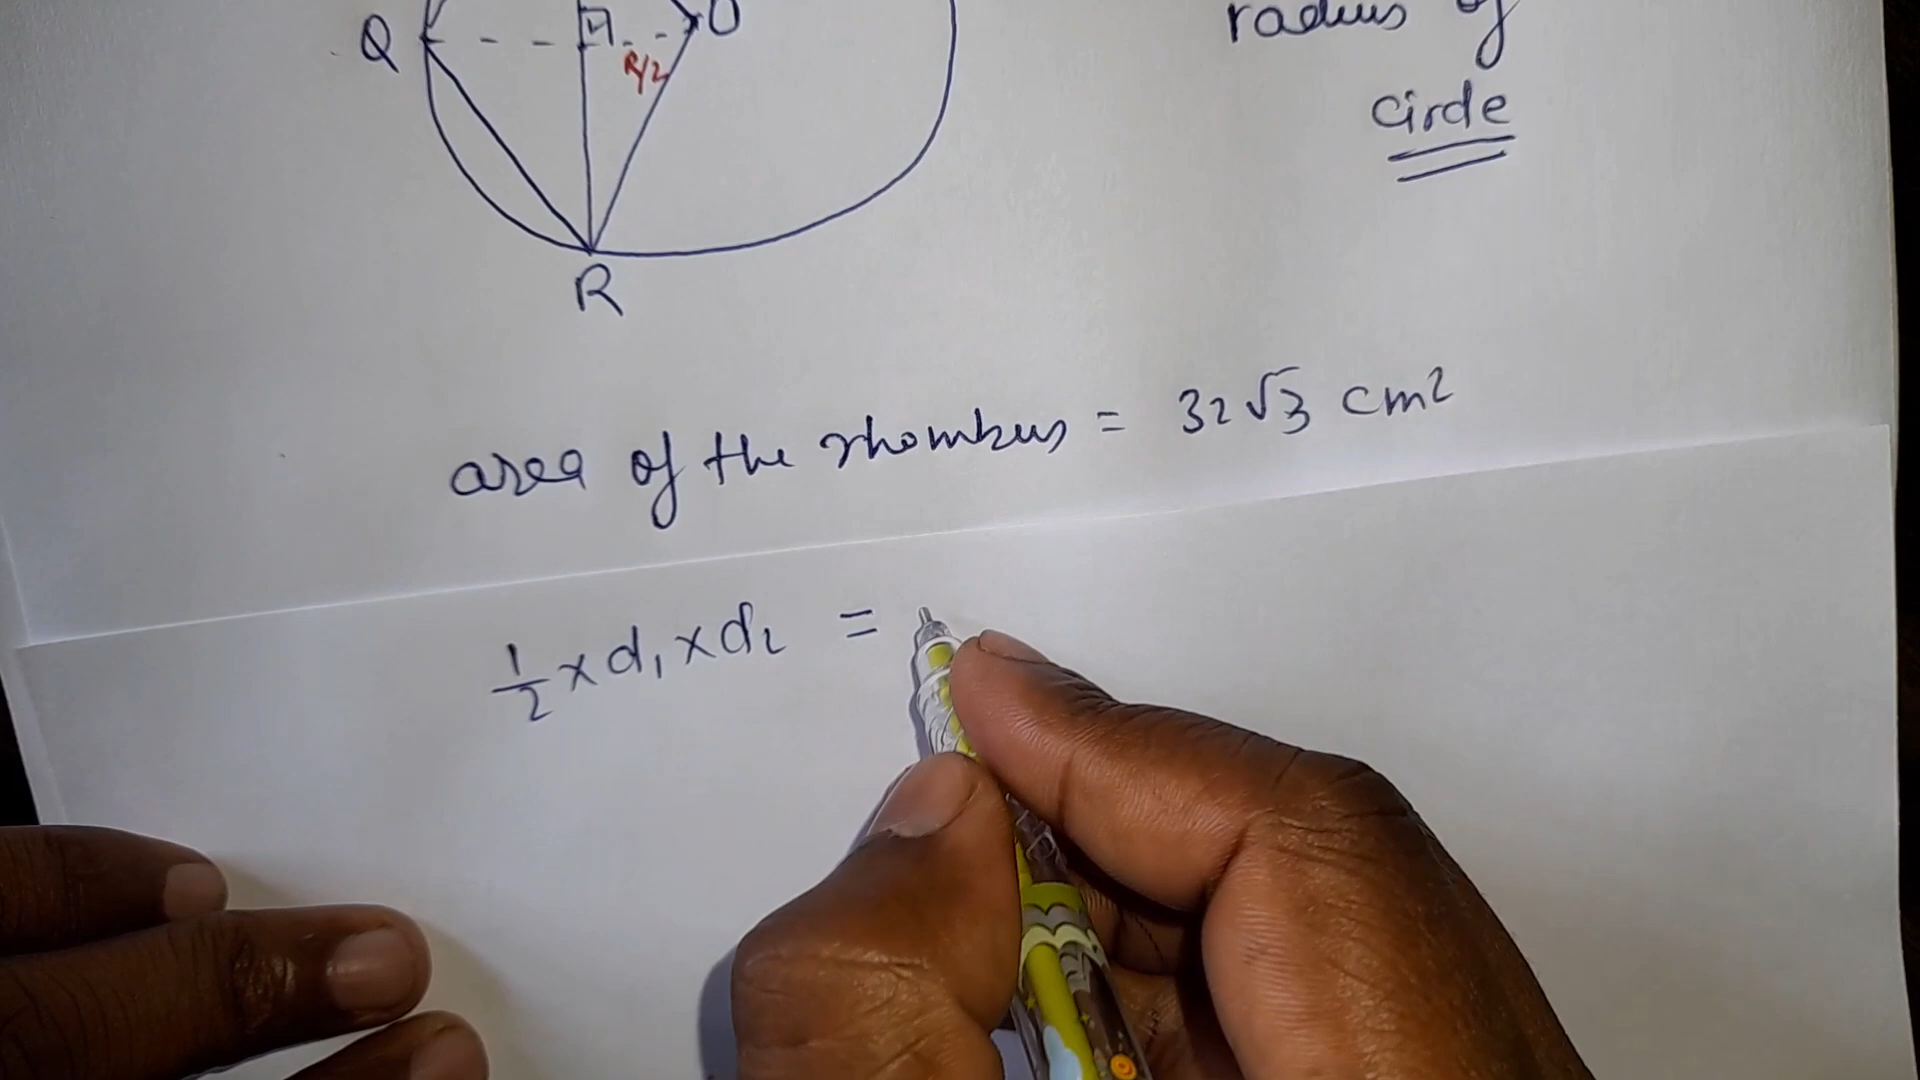 radius of
Q
O
R/2
circle
R
area of the rhombus = 32√3 cm²
1/2 × d₁ × d₂ =